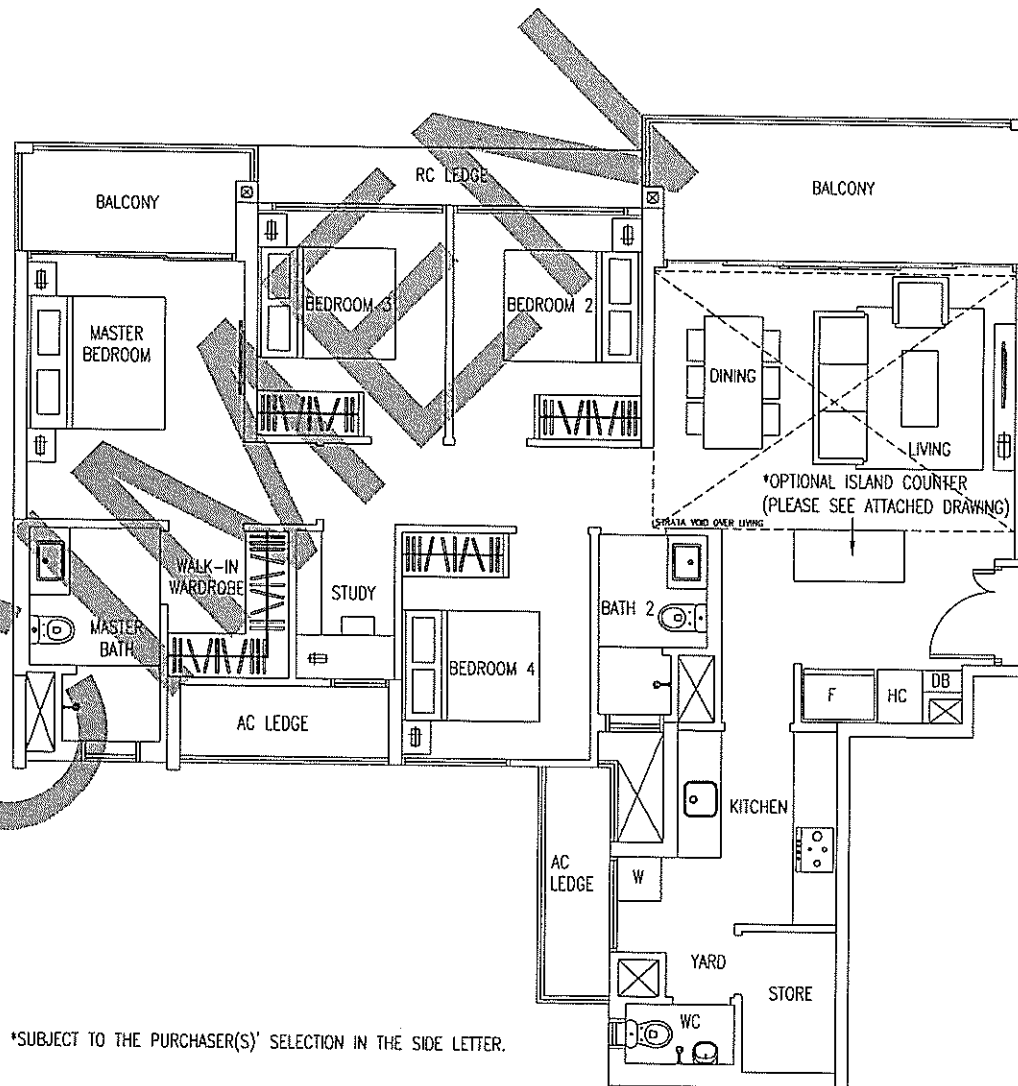 RC LEDGE
BALCONY
BALCONY
BEDROOM 3
BEDROOM 2
MASTER
BEDROOM
DINING
LIVING
*OPTIONAL ISLAND COUNTER
(PLEASE SEE ATTACHED DRAWING)
STRATA VOID OVER LIVING
WALK-IN
WARDROBE
STUDY
BATH 2
MASTER
BATH
BEDROOM 4
F
HC
DB
AC LEDGE
KITCHEN
AC
LEDGE
W
YARD
STORE
WC
*SUBJECT TO THE PURCHASER(S)' SELECTION IN THE SIDE LETTER.